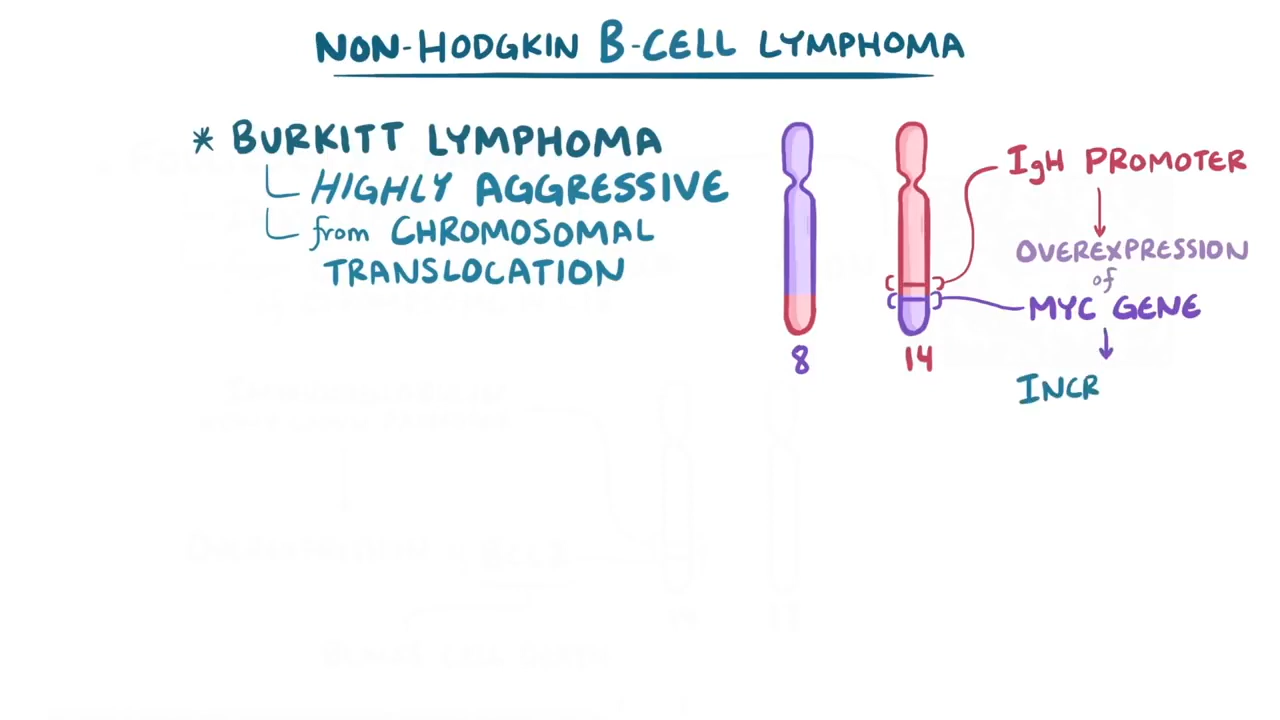 NON-HODGKIN B-CELL LYMPHOMA
* BURKITT LYMPHOMA
HIGHLY AGGRESSIVE
from CHROMOSOMAL
TRANSLOCATION
IgH PROMOTER
OVEREXPRESSION
of
MYC GENE
INCR
8
14